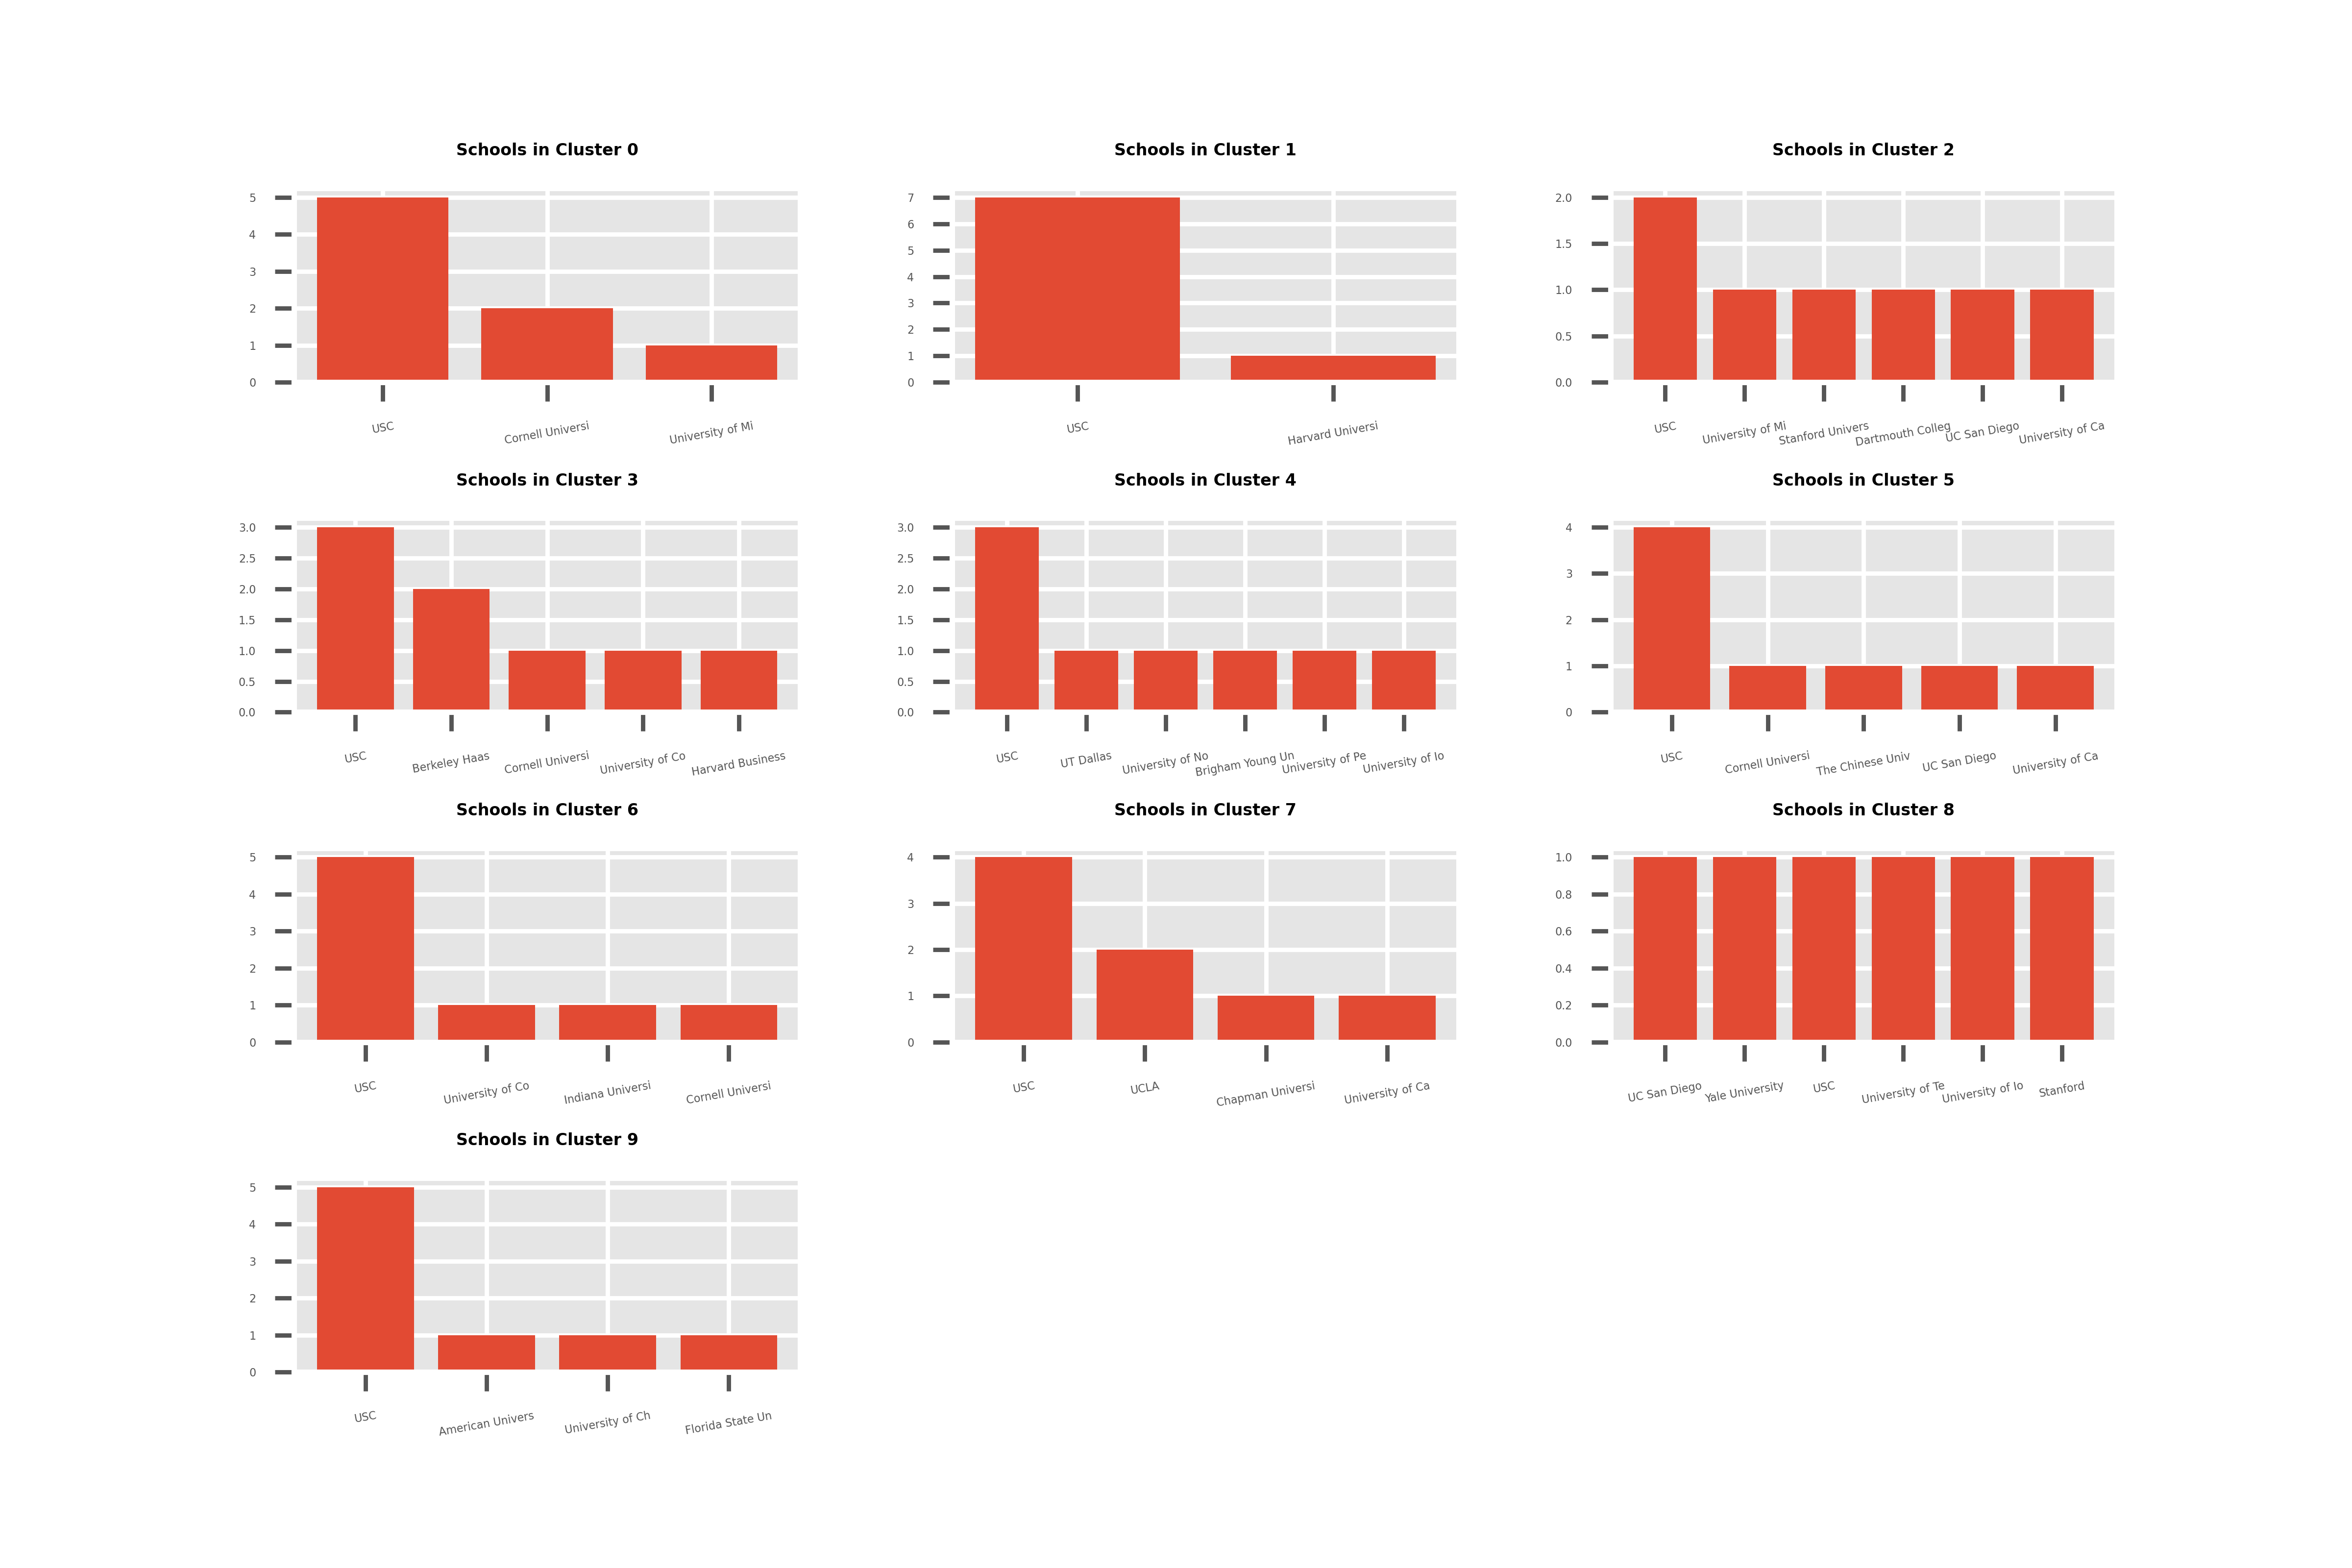 Schools in Cluster 0
5
4
3
2
1
0
USC
Cornell Universi
University of Mi
Schools in Cluster 1
7
6
5
4
3
2
1
0
USC
Harvard Universi
Schools in Cluster 2
2.0
1.5
1.0
0.5
0.0
USC
University of Mi
Stanford Univers
Dartmouth Colleg
UC San Diego
University of Ca
Schools in Cluster 3
3.0
2.5
2.0
1.5
1.0
0.5
0.0
USC
Berkeley Haas
Cornell Universi
University of Co
Harvard Business
Schools in Cluster 4
3.0
2.5
2.0
1.5
1.0
0.5
0.0
USC
UT Dallas
University of No
Brigham Young Un
University of Pe
University of Io
Schools in Cluster 5
4
3
2
1
0
USC
Cornell Universi
The Chinese Univ
UC San Diego
University of Ca
Schools in Cluster 6
5
4
3
2
1
0
USC
University of Co
Indiana Universi
Cornell Universi
Schools in Cluster 7
4
3
2
1
0
USC
UCLA
Chapman Universi
University of Ca
Schools in Cluster 8
1.0
0.8
0.6
0.4
0.2
0.0
UC San Diego
Yale University
USC
University of Te
University of Io
Stanford
Schools in Cluster 9
5
4
3
2
1
0
USC
American Univers
University of Ch
Florida State Un